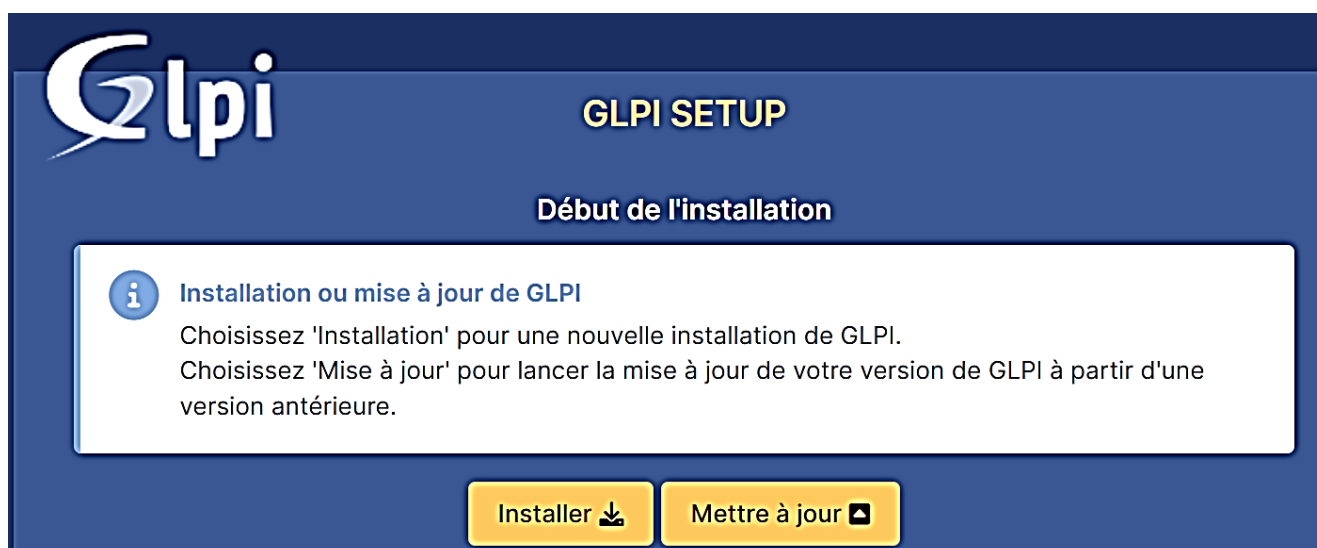 Glpi
GLPI SETUP
Début de l'installation
Installation ou mise à jour de GLPI
Choisissez 'Installation' pour une nouvelle installation de GLPI.
Choisissez 'Mise à jour' pour lancer la mise à jour de votre version de GLPI à partir d'une
version antérieure.
Installer
Mettre à jour